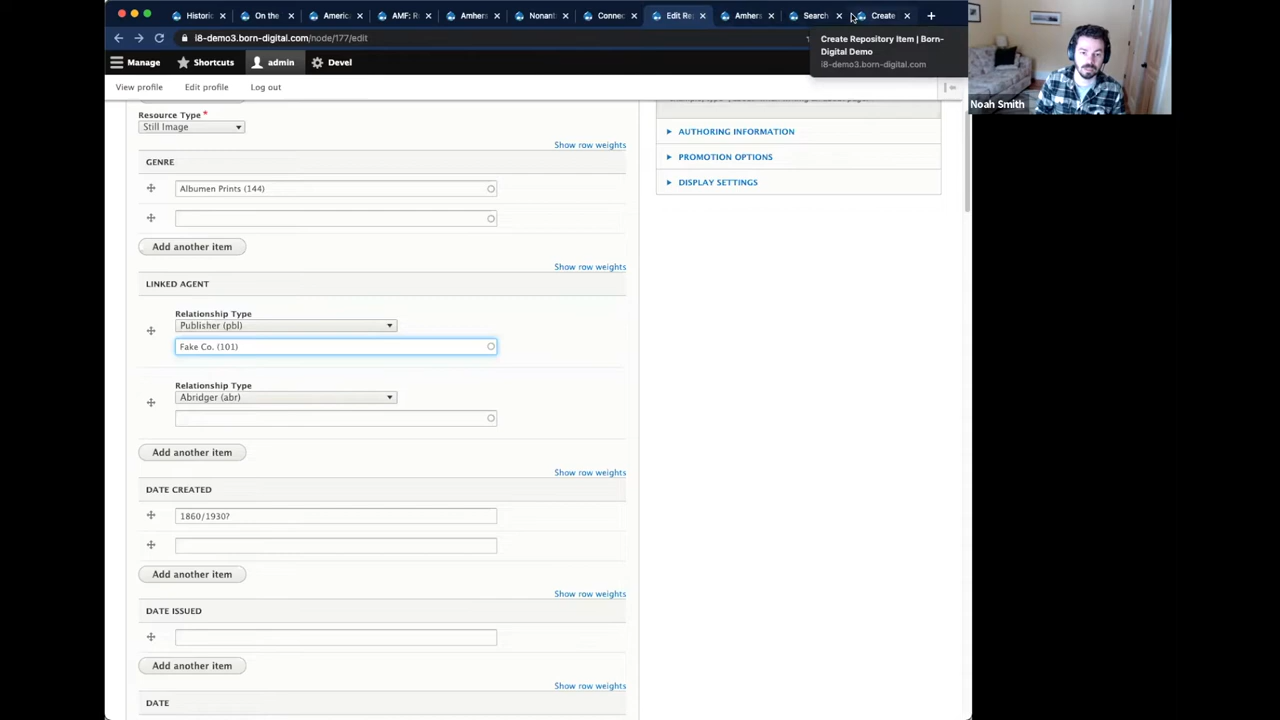 Historic
On the
America
AMF: R
Amhers
Nonant
Connec
Edit Re
Amhers
Search
Create
i8-demo3.born-digital.com/node/177/edit
Create Repository Item | Born-
Digital Demo
i8-demo3.born-digital.com
Manage
Shortcuts
admin
Devel
View profile
Edit profile
Log out
Noah Smith
Resource Type *
Still Image
AUTHORING INFORMATION
Show row weights
PROMOTION OPTIONS
GENRE
DISPLAY SETTINGS
Albumen Prints (144)
Add another item
Show row weights
LINKED AGENT
Relationship Type
Publisher (pbl)
Fake Co. (101)
Relationship Type
Abridger (abr)
Add another item
Show row weights
DATE CREATED
1860/1930?
Add another item
Show row weights
DATE ISSUED
Add another item
Show row weights
DATE